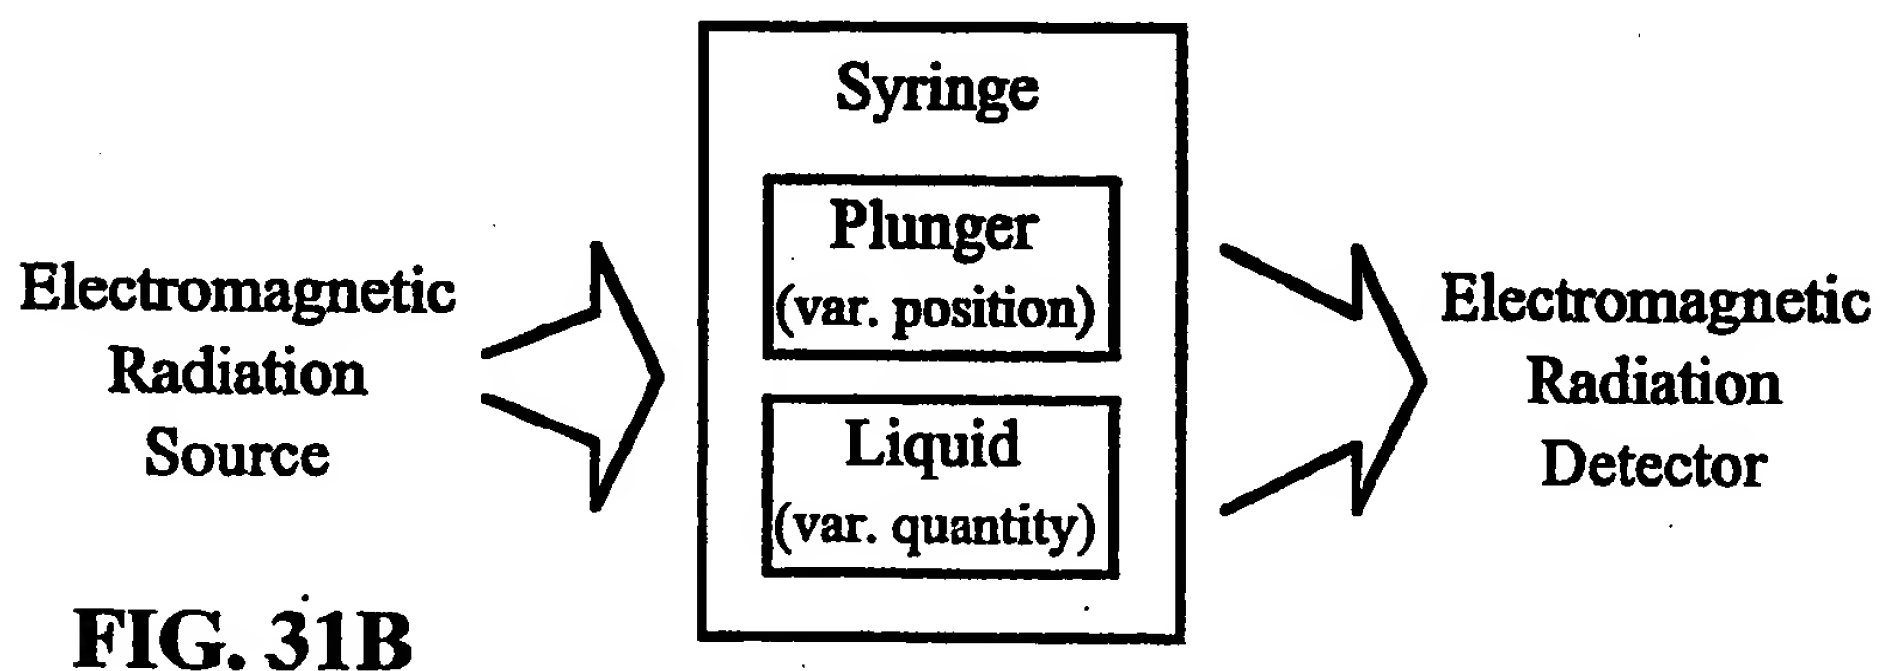 Electromagnetic
Radiation
Source
Syringe
Plunger
(var. position)
Liquid
(var. quantity)
Electromagnetic
Radiation
Detector
FIG. 31B